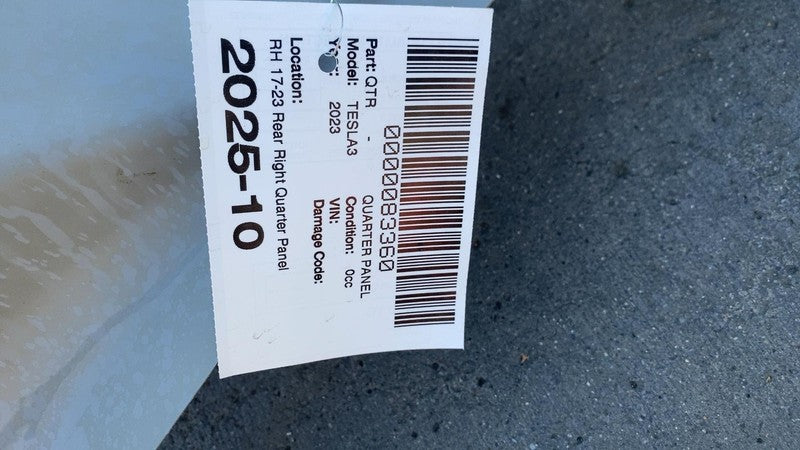 0000083360
Part: QTR - QUARTER PANEL
Model: TESLA3 Condition: 0cc
Year: 2023 VIN:
Damage Code:
Location:
RH 17-23 Rear Right Quarter Panel
2025-10